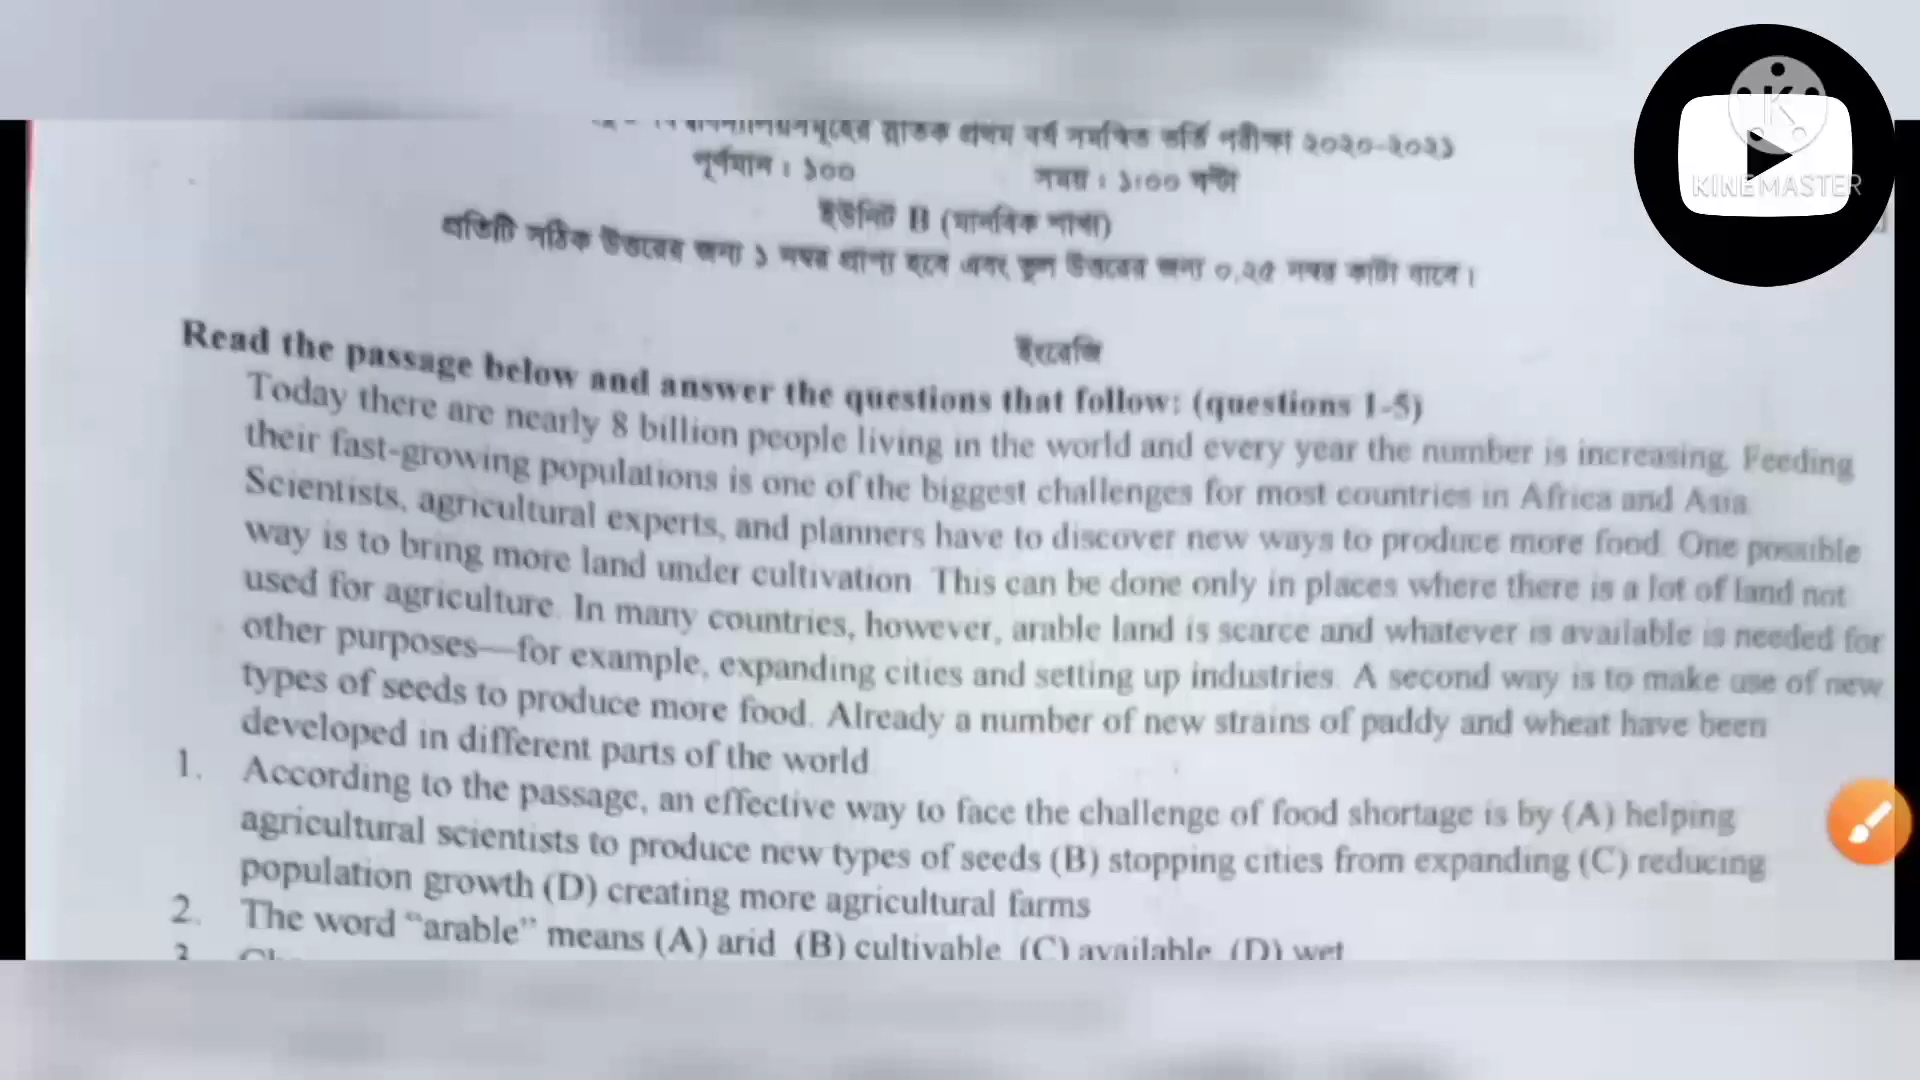 স্নাতক প্রথম বর্ষ সমন্বিত ভর্তি পরীক্ষা ২০২০-২০২১
পূর্ণমান : ১০০ সময় : ১:০০ ঘণ্টা
ইউনিট B (মানবিক শাখা)
প্রতিটি সঠিক উত্তরের জন্য ১ নম্বর থাকবে এবং ভুল উত্তরের জন্য ০.২৫ নম্বর কাটা যাবে।
KINEMASTER
ইংরেজি
Read the passage below and answer the questions that follow: (questions 1-5)
Today there are nearly 8 billion people living in the world and every year the number is increasing. Feeding
their fast-growing populations is one of the biggest challenges for most countries in Africa and Asia.
Scientists, agricultural experts, and planners have to discover new ways to produce more food. One possible
way is to bring more land under cultivation. This can be done only in places where there is a lot of land not
used for agriculture. In many countries, however, arable land is scarce and whatever is available is needed for
other purposes—for example, expanding cities and setting up industries. A second way is to make use of new
types of seeds to produce more food. Already a number of new strains of paddy and wheat have been
developed in different parts of the world
1. According to the passage, an effective way to face the challenge of food shortage is by (A) helping
agricultural scientists to produce new types of seeds (B) stopping cities from expanding (C) reducing
population growth (D) creating more agricultural farms
2. The word “arable” means (A) arid (B) cultivable (C) available (D) wet
3.